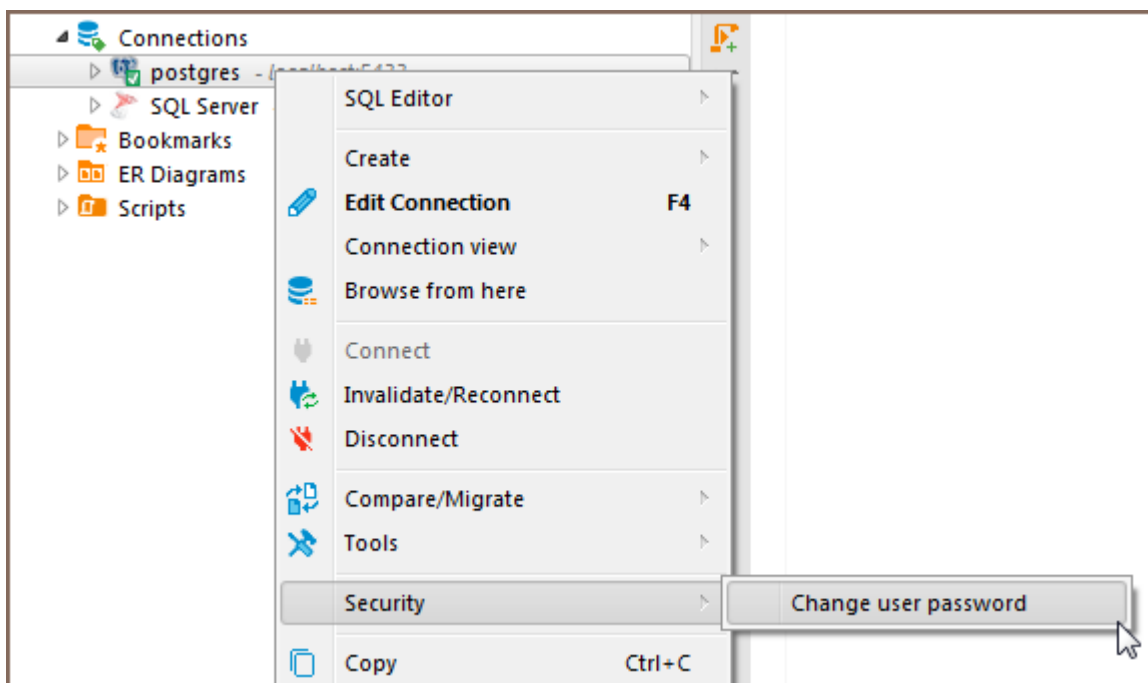 Connections
postgres -
SQL Server
Bookmarks
ER Diagrams
Scripts
SQL Editor
Create
Edit Connection F4
Connection view
Browse from here
Connect
Invalidate/Reconnect
Disconnect
Compare/Migrate
Tools
Security
Change user password
Copy Ctrl+C